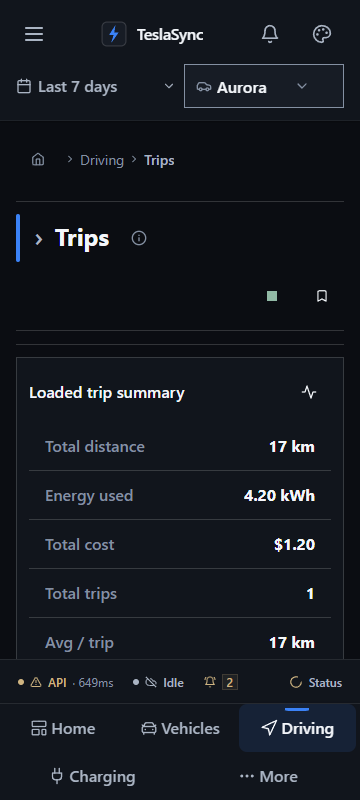 TeslaSync
Last 7 days
Aurora
Driving
Trips
Trips
Loaded trip summary
Total distance 17 km
Energy used 4.20 kWh
Total cost $1.20
Total trips 1
Avg / trip 17 km
API · 649ms Idle 2 Status
Home Vehicles Driving
Charging More